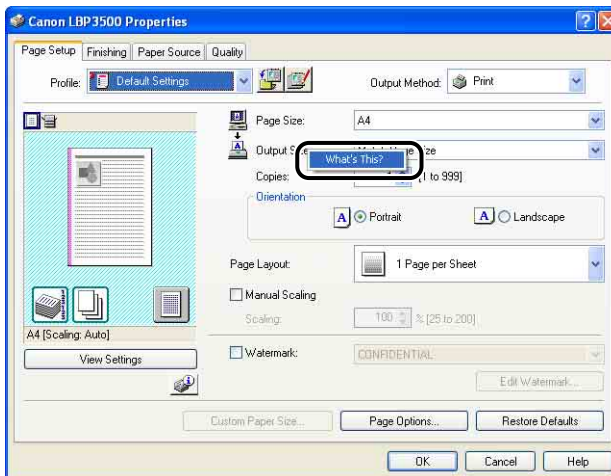 Canon LBP3500 Properties
Page Setup Finishing Paper Source Quality
Profile: Default Settings Output Method: Print
Page Size: A4
Output Size
What's This?
Copies: [1 to 999]
Orientation
A Portrait A Landscape
Page Layout: 1 Page per Sheet
Manual Scaling
Scaling: 100 % [25 to 200]
A4 [Scaling: Auto]
View Settings
Watermark: CONFIDENTIAL
Edit Watermark...
Custom Paper Size... Page Options... Restore Defaults
OK Cancel Help